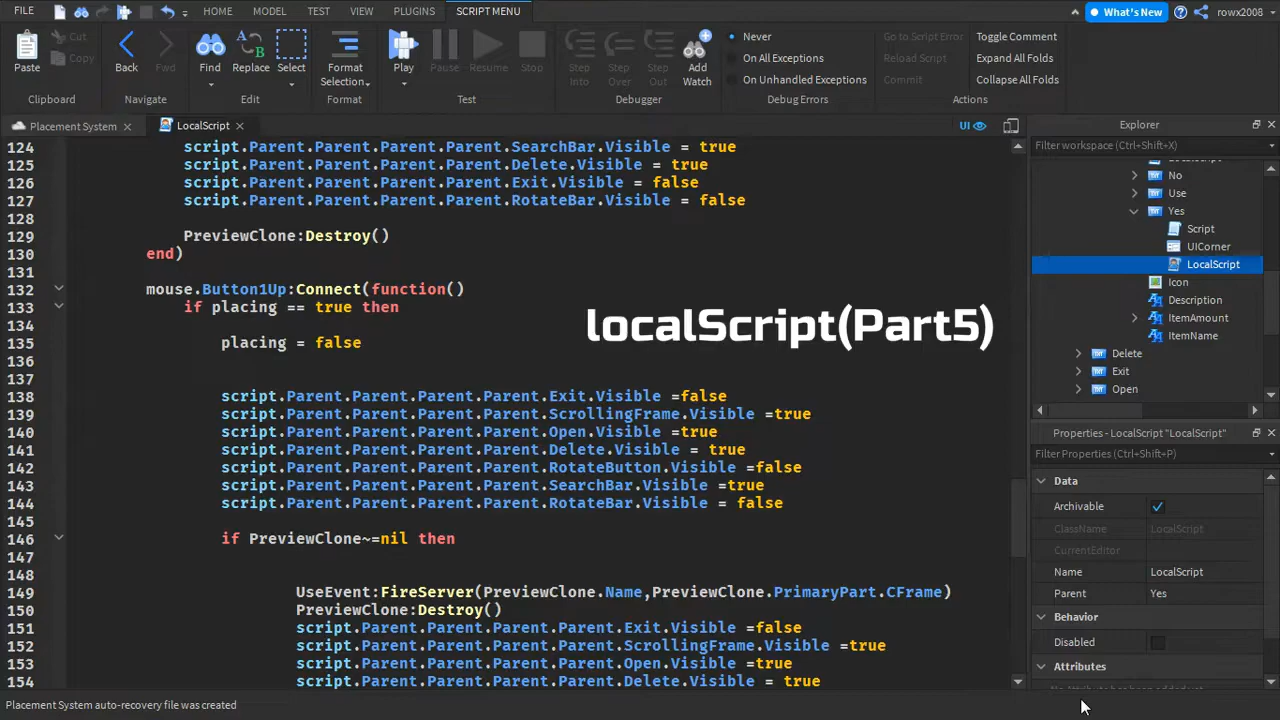 FILE
HOME
MODEL
TEST
VIEW
PLUGINS
SCRIPT MENU
What's New
rowx2008
Paste
Cut
Copy
Clipboard
Back
Fwd
Navigate
Find
Replace
Select
Edit
Format
Selection
Format
Play
Pause
Resume
Stop
Test
Step
Into
Step
Over
Step
Out
Add
Watch
Debugger
Never
On All Exceptions
On Unhandled Exceptions
Debug Errors
Go to Script Error
Reload Script
Commit
Toggle Comment
Expand All Folds
Collapse All Folds
Actions
Placement System
LocalScript
UI
124 script.Parent.Parent.Parent.Parent.SearchBar.Visible = true
125 script.Parent.Parent.Parent.Parent.Delete.Visible = true
126 script.Parent.Parent.Parent.Parent.Exit.Visible = false
127 script.Parent.Parent.Parent.Parent.RotateBar.Visible = false
128
129 PreviewClone:Destroy()
130 end)
131
132 mouse.Button1Up:Connect(function()
133 if placing == true then
134
135 placing = false
136
137
138 script.Parent.Parent.Parent.Parent.Exit.Visible =false
139 script.Parent.Parent.Parent.Parent.ScrollingFrame.Visible =true
140 script.Parent.Parent.Parent.Parent.Open.Visible =true
141 script.Parent.Parent.Parent.Parent.Delete.Visible = true
142 script.Parent.Parent.Parent.Parent.RotateButton.Visible =false
143 script.Parent.Parent.Parent.Parent.SearchBar.Visible =true
144 script.Parent.Parent.Parent.Parent.RotateBar.Visible = false
145
146 if PreviewClone~=nil then
147
148
149 UseEvent:FireServer(PreviewClone.Name,PreviewClone.PrimaryPart.CFrame)
150 PreviewClone:Destroy()
151 script.Parent.Parent.Parent.Parent.Exit.Visible =false
152 script.Parent.Parent.Parent.Parent.ScrollingFrame.Visible =true
153 script.Parent.Parent.Parent.Parent.Open.Visible =true
154 script.Parent.Parent.Parent.Parent.Delete.Visible = true
localScript(Part5)
Explorer
Filter workspace (Ctrl+Shift+X)
No
Use
Yes
Script
UICorner
LocalScript
Icon
Description
ItemAmount
ItemName
Delete
Exit
Open
Properties - LocalScript "LocalScript"
Filter Properties (Ctrl+Shift+P)
Data
Archivable
ClassName LocalScript
CurrentEditor
Name LocalScript
Parent Yes
Behavior
Disabled
Attributes
Placement System auto-recovery file was created